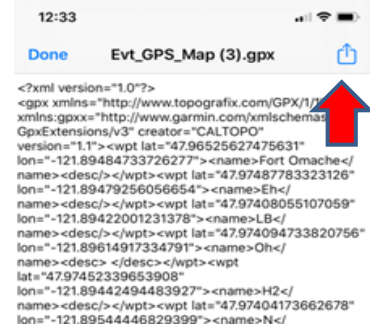 12:33
Done Evt_GPS_Map (3).gpx
<?xml version="1.0"?>
<gpx xmlns="http://www.topografix.com/GPX/1/
xmlns:gpxx="http://www.garmin.com/xmlschemas
GpxExtensions/v3" creator="CALTOPO"
version="1.1"><wpt lat="47.96525627475631"
lon="-121.89484733726277"><name>Fort Omache</
name><desc/></wpt><wpt lat="47.97487783323126"
lon="-121.89479256056654"><name>Eh</
name><desc/></wpt><wpt lat="47.97408055107059"
lon="-121.89422001231378"><name>LB</
name><desc/></wpt><wpt lat="47.974094733820756"
lon="-121.89614917334791"><name>Oh</
name><desc> </desc></wpt><wpt
lat="47.974523396539​08"
lon="-121.89442494483927"><name>H2</
name><desc/></wpt><wpt lat="47.97404173662678"
lon="-121.89544446829399"><name>N</